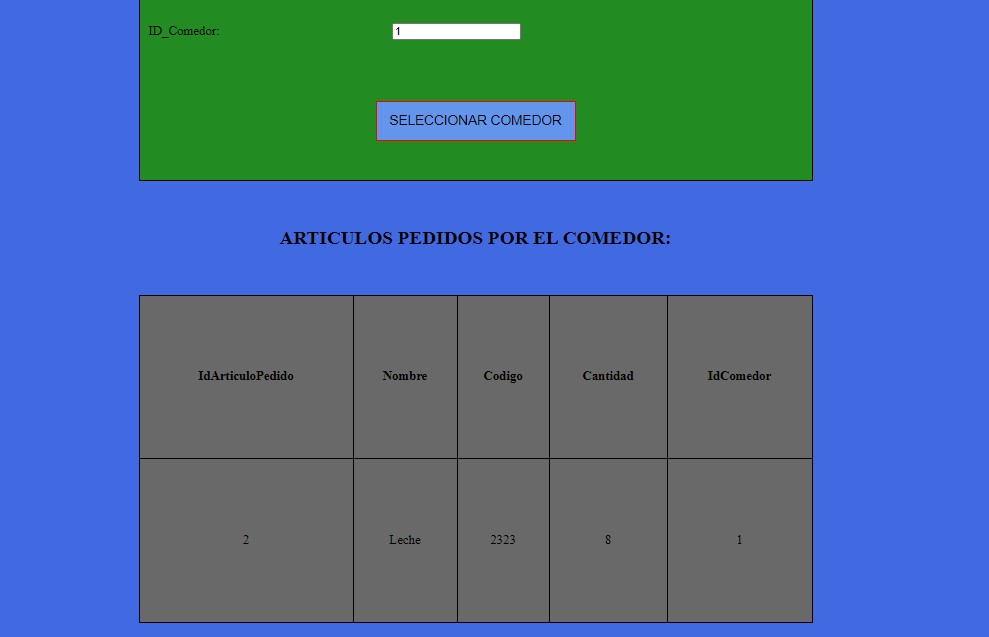 ID_Comedor: 1
SELECCIONAR COMEDOR
ARTICULOS PEDIDOS POR EL COMEDOR:
IdArticuloPedido Nombre Codigo Cantidad IdComedor
2 Leche 2323 8 1